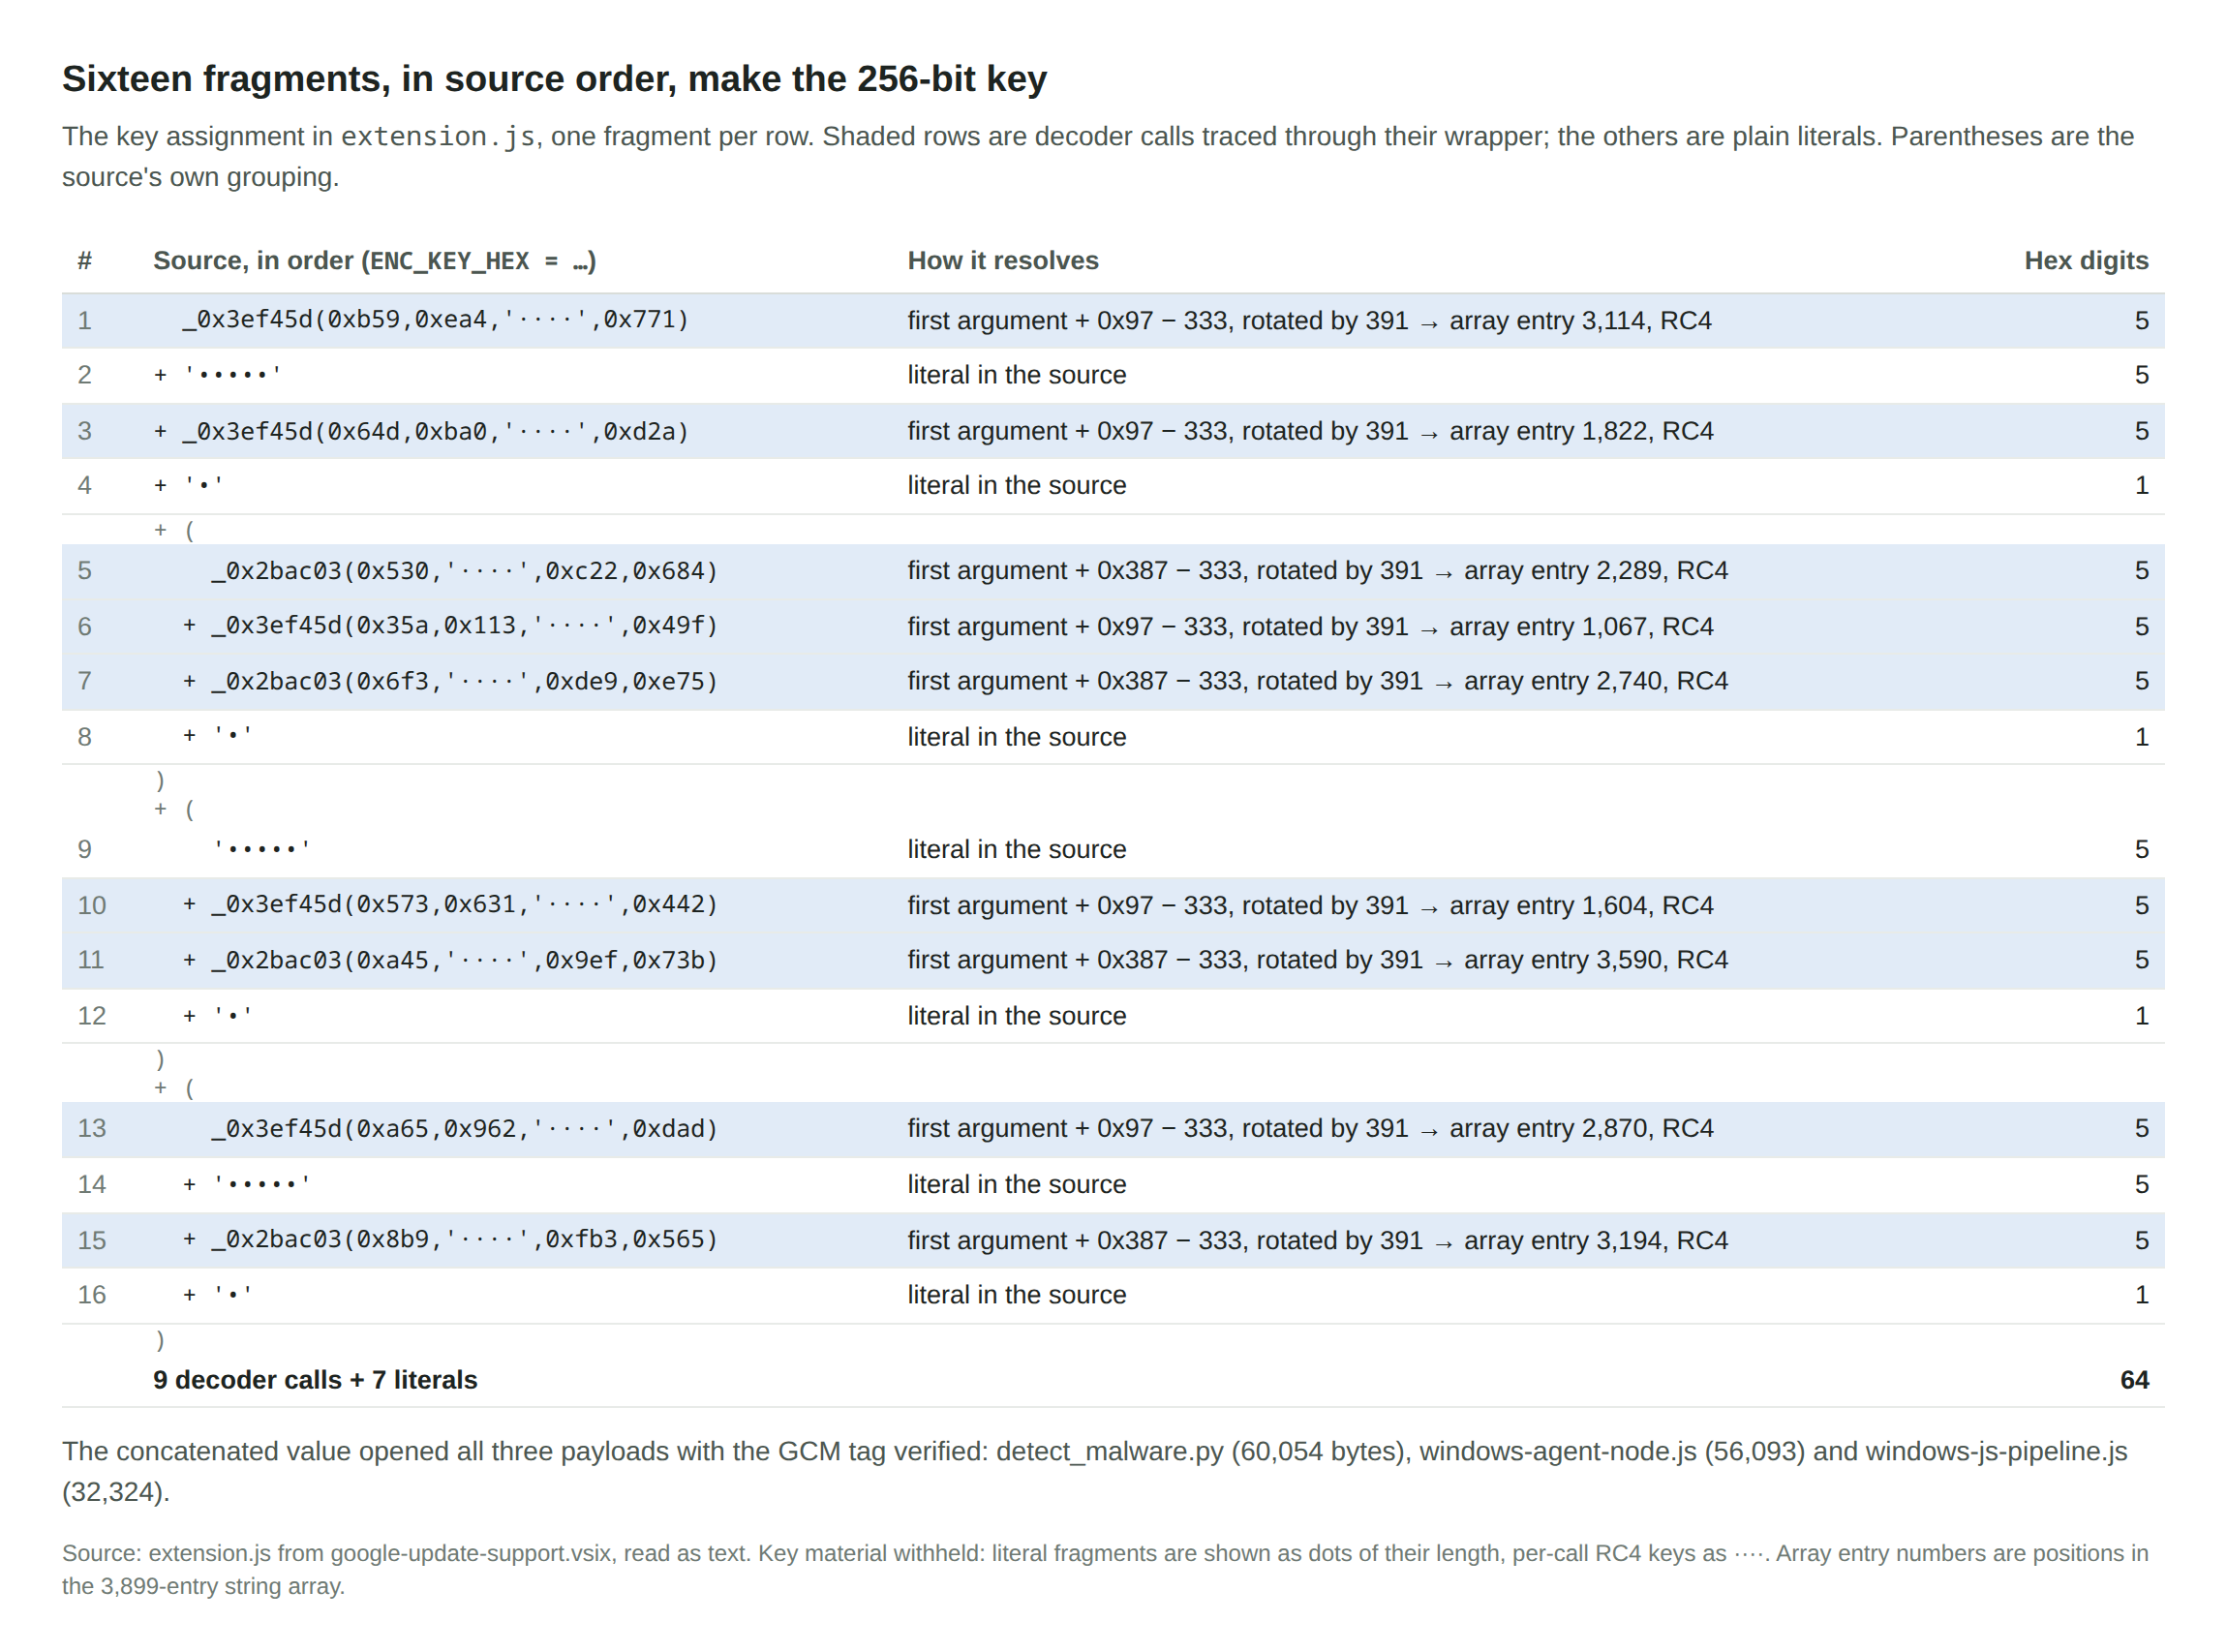 Sixteen fragments, in source order, make the 256-bit key
The key assignment in extension.js, one fragment per row. Shaded rows are decoder calls traced through their wrapper; the others are plain literals. Parentheses are the
source's own grouping.
# Source, in order (ENC_KEY_HEX = …) How it resolves Hex digits
1 _0x3ef45d(0xb59,0xea4,'····',0x771) first argument + 0x97 − 333, rotated by 391 → array entry 3,114, RC4 5
2 + '•••••' literal in the source 5
3 + _0x3ef45d(0x64d,0xba0,'····',0xd2a) first argument + 0x97 − 333, rotated by 391 → array entry 1,822, RC4 5
4 + '•' literal in the source 1
+ (
5 _0x2bac03(0x530,'····',0xc22,0x684) first argument + 0x387 − 333, rotated by 391 → array entry 2,289, RC4 5
6 + _0x3ef45d(0x35a,0x113,'····',0x49f) first argument + 0x97 − 333, rotated by 391 → array entry 1,067, RC4 5
7 + _0x2bac03(0x6f3,'····',0xde9,0xe75) first argument + 0x387 − 333, rotated by 391 → array entry 2,740, RC4 5
8 + '•' literal in the source 1
)
+ (
9 '•••••' literal in the source 5
10 + _0x3ef45d(0x573,0x631,'····',0x442) first argument + 0x97 − 333, rotated by 391 → array entry 1,604, RC4 5
11 + _0x2bac03(0xa45,'····',0x9ef,0x73b) first argument + 0x387 − 333, rotated by 391 → array entry 3,590, RC4 5
12 + '•' literal in the source 1
)
+ (
13 _0x3ef45d(0xa65,0x962,'····',0xdad) first argument + 0x97 − 333, rotated by 391 → array entry 2,870, RC4 5
14 + '•••••' literal in the source 5
15 + _0x2bac03(0x8b9,'····',0xfb3,0x565) first argument + 0x387 − 333, rotated by 391 → array entry 3,194, RC4 5
16 + '•' literal in the source 1
)
9 decoder calls + 7 literals 64
The concatenated value opened all three payloads with the GCM tag verified: detect_malware.py (60,054 bytes), windows-agent-node.js (56,093) and windows-js-pipeline.js
(32,324).
Source: extension.js from google-update-support.vsix, read as text. Key material withheld: literal fragments are shown as dots of their length, per-call RC4 keys as ····. Array entry numbers are positions in
the 3,899-entry string array.